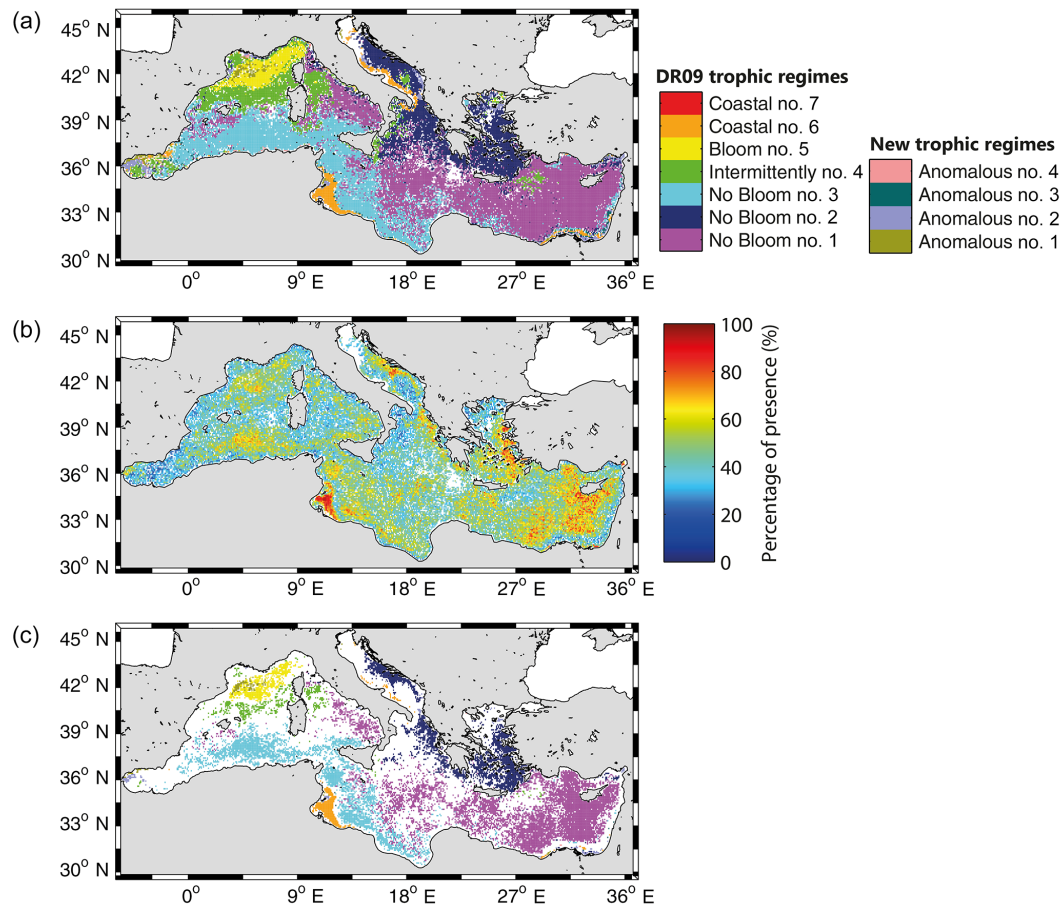 (a)
45° N
42° N
39° N
36° N
33° N
30° N
0° 9° E 18° E 27° E 36° E
DR09 trophic regimes
Coastal no. 7
Coastal no. 6
Bloom no. 5
Intermittently no. 4
No Bloom no. 3
No Bloom no. 2
No Bloom no. 1
New trophic regimes
Anomalous no. 4
Anomalous no. 3
Anomalous no. 2
Anomalous no. 1
(b)
45° N
42° N
39° N
36° N
33° N
30° N
0° 9° E 18° E 27° E 36° E
100
80
60
40
20
0
Percentage of presence (%)
(c)
45° N
42° N
39° N
36° N
33° N
30° N
0° 9° E 18° E 27° E 36° E